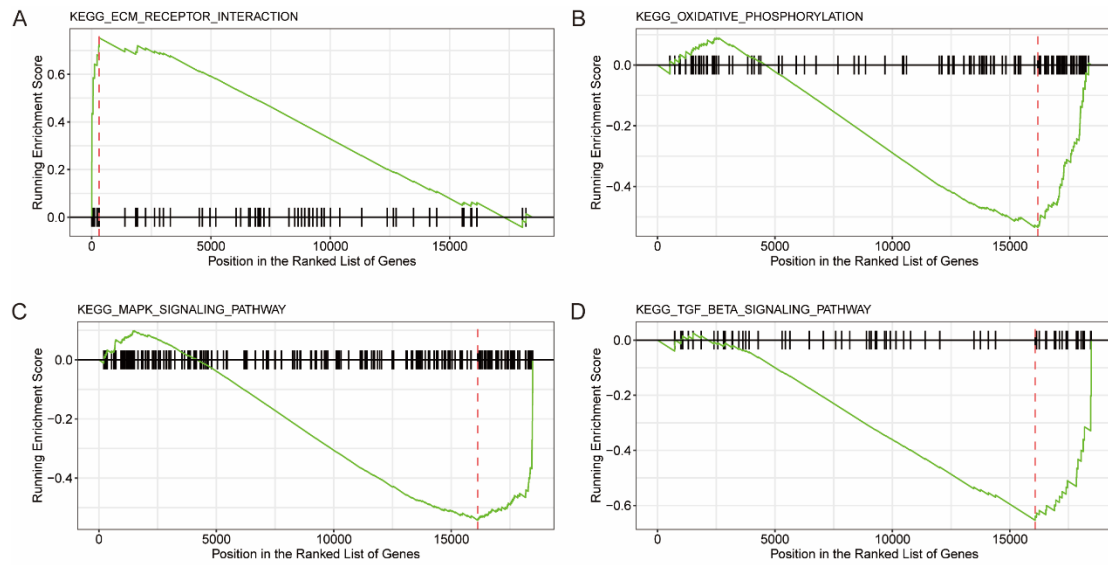 A
KEGG_ECM_RECEPTOR_INTERACTION
Running Enrichment Score
0.6
0.4
0.2
0.0
0
5000
10000
15000
Position in the Ranked List of Genes
B
KEGG_OXIDATIVE_PHOSPHORYLATION
Running Enrichment Score
0.0
−0.2
−0.4
0
5000
10000
15000
Position in the Ranked List of Genes
C
KEGG_MAPK_SIGNALING_PATHWAY
Running Enrichment Score
0.0
−0.2
−0.4
0
5000
10000
15000
Position in the Ranked List of Genes
D
KEGG_TGF_BETA_SIGNALING_PATHWAY
Running Enrichment Score
0.0
−0.2
−0.4
−0.6
0
5000
10000
15000
Position in the Ranked List of Genes